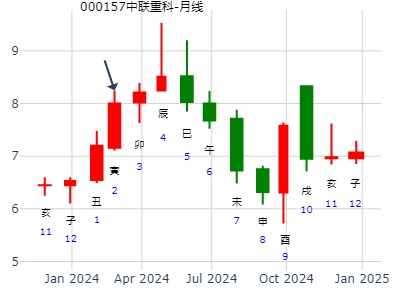 000157中联重科-月线
9
8
7
6
5
亥
11
子
12
丑
1
寅
2
卯
3
辰
4
巳
5
午
6
未
7
申
8
酉
9
戌
10
亥
11
子
12
Jan 2024
Apr 2024
Jul 2024
Oct 2024
Jan 2025